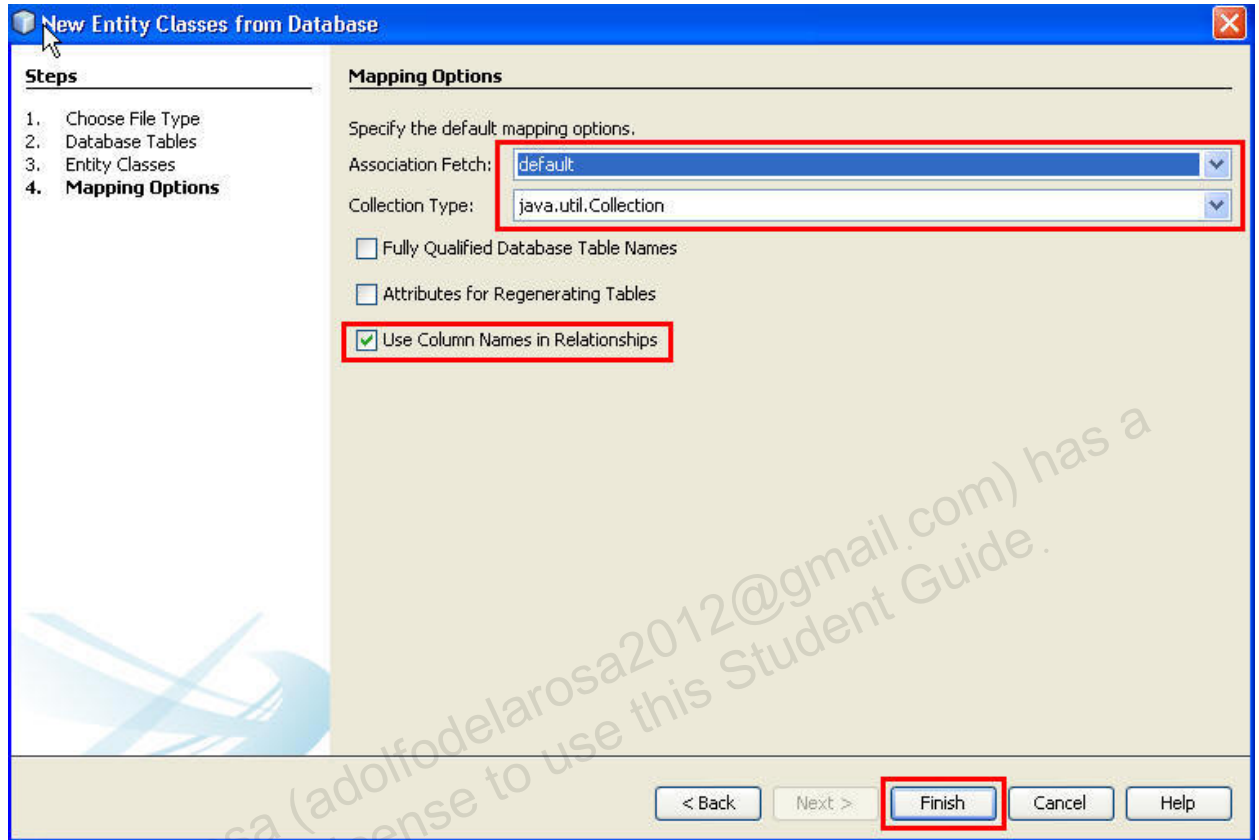 New Entity Classes from Database
Steps
1. Choose File Type
2. Database Tables
3. Entity Classes
4. Mapping Options
Mapping Options
Specify the default mapping options.
Association Fetch: default
Collection Type: java.util.Collection
Fully Qualified Database Table Names
Attributes for Regenerating Tables
Use Column Names in Relationships
sa (adolfodelarosa2012@gmail.com) has a
ense to use this Student Guide.
< Back Next > Finish Cancel Help